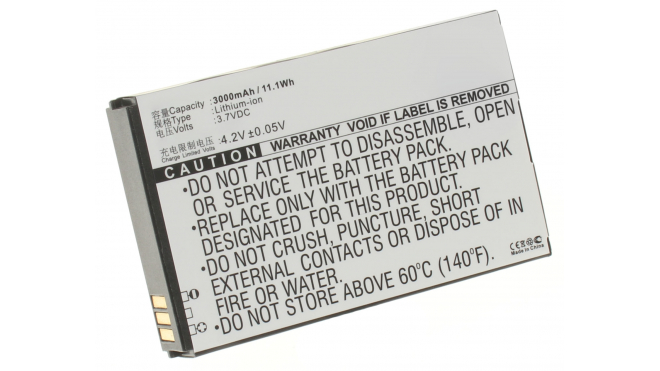 容量Capacity :3000mAh / 11.1Wh
规格Type :Lithium-ion
电压Volts :3.7VDC
充电限制电压 :4.2V ±0.05V
Charging Limited Volts
CAUTION WARRANTY VOID IF LABEL REMOVED!
•DO NOT ATTEMPT TO DISASSEMBLE, OPEN
OR SERVICE THE BATTERY PACK
•REPLACE ONLY WITH THE BATTERY PACK
DESIGNATED FOR THIS PRODUCT
•DO NOT CRUSH, PUNCTURE, SHORT
EXTERNAL CONTACTS OR DISPOSE OF IN
FIRE OR WATER.
•DO NOT STORE ABOVE 60°C (140°F)
CE